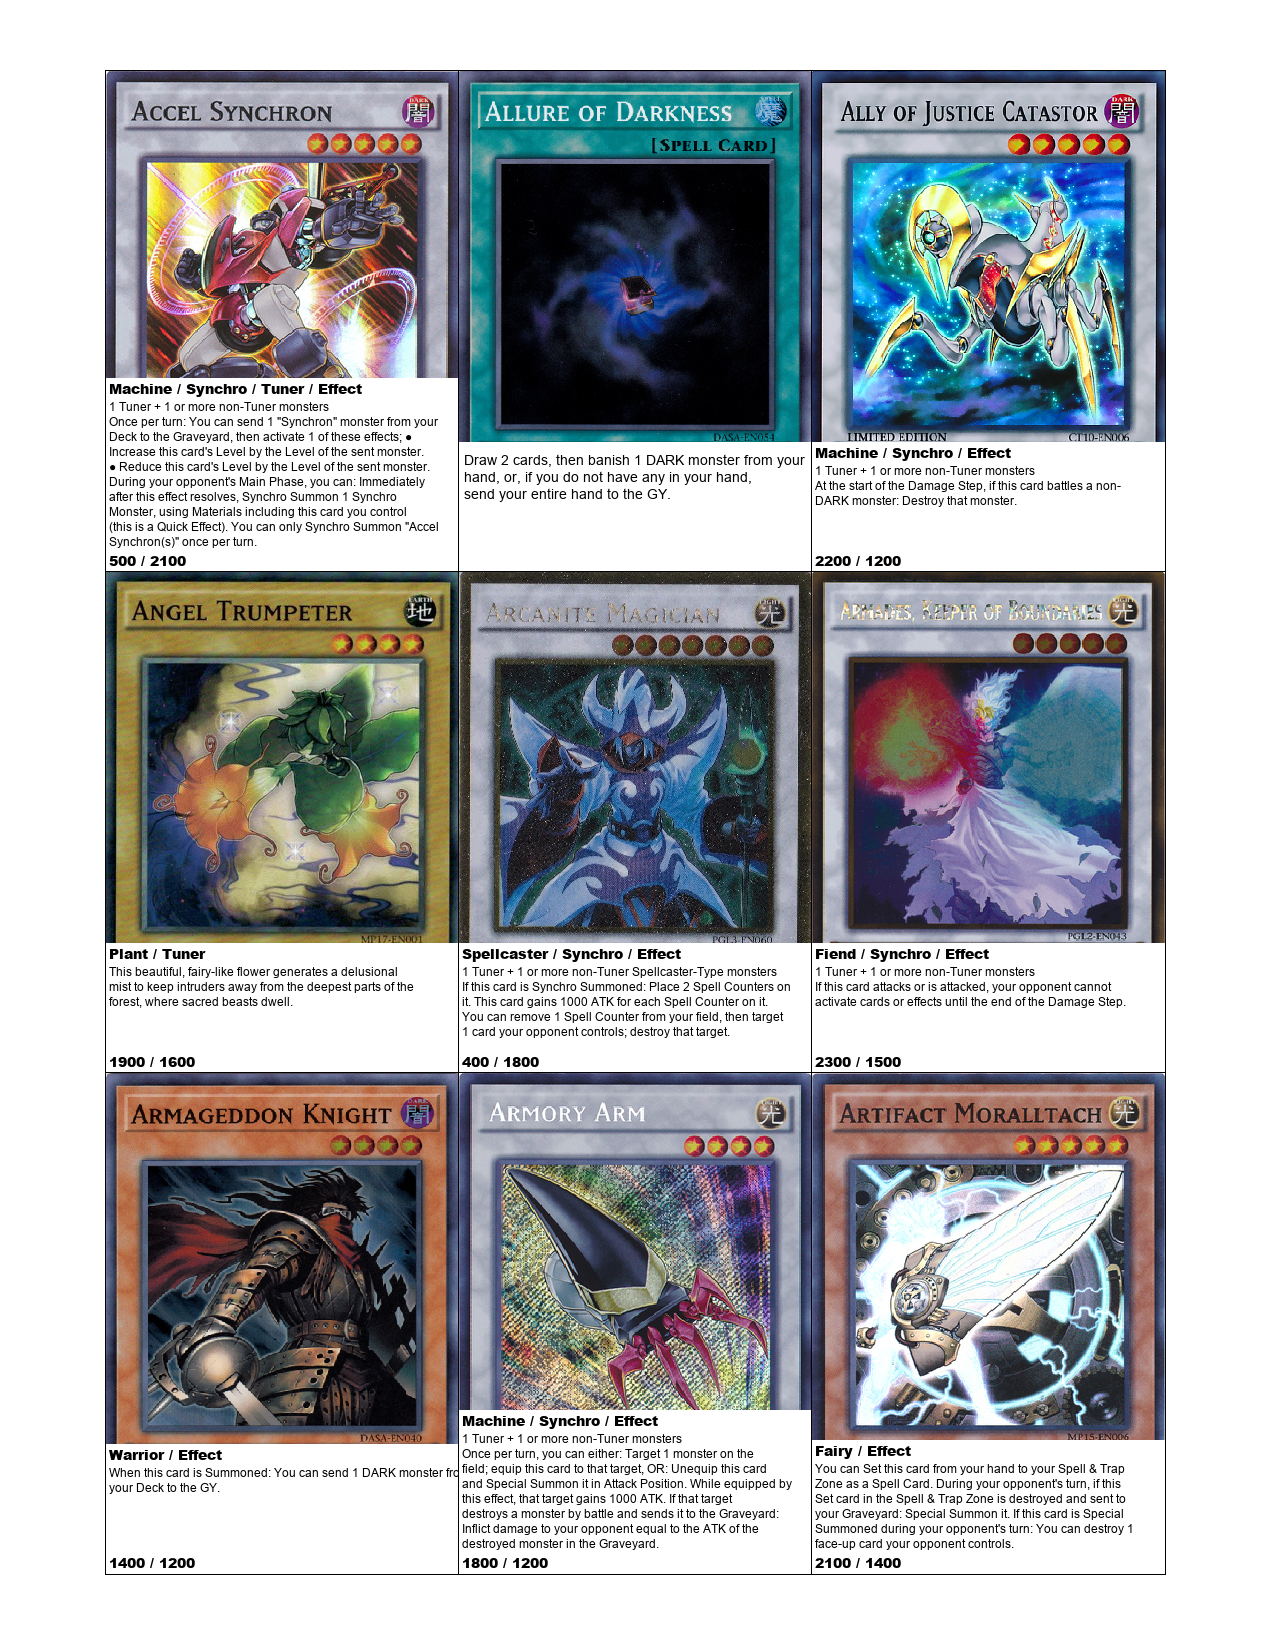 ACCEL SYNCHRON
DARK
闇
Machine / Synchro / Tuner / Effect
1 Tuner + 1 or more non-Tuner monsters
Once per turn: You can send 1 "Synchron" monster from your
Deck to the Graveyard, then activate 1 of these effects; ●
Increase this card's Level by the Level of the sent monster.
● Reduce this card's Level by the Level of the sent monster.
During your opponent's Main Phase, you can: Immediately
after this effect resolves, Synchro Summon 1 Synchro
Monster, using Materials including this card you control
(this is a Quick Effect). You can only Synchro Summon "Accel
Synchron(s)" once per turn.
500 / 2100
ALLURE OF DARKNESS
SPELL
魔
[SPELL CARD]
DASA-EN054
Draw 2 cards, then banish 1 DARK monster from your
hand, or, if you do not have any in your hand,
send your entire hand to the GY.
ALLY OF JUSTICE CATASTOR
DARK
闇
LIMITED EDITION
CT10-EN006
Machine / Synchro / Effect
1 Tuner + 1 or more non-Tuner monsters
At the start of the Damage Step, if this card battles a non-
DARK monster: Destroy that monster.
2200 / 1200
ANGEL TRUMPETER
EARTH
地
MP17-EN001
Plant / Tuner
This beautiful, fairy-like flower generates a delusional
mist to keep intruders away from the deepest parts of the
forest, where sacred beasts dwell.
1900 / 1600
ARCANITE MAGICIAN
LIGHT
光
PGL3-EN060
Spellcaster / Synchro / Effect
1 Tuner + 1 or more non-Tuner Spellcaster-Type monsters
If this card is Synchro Summoned: Place 2 Spell Counters on
it. This card gains 1000 ATK for each Spell Counter on it.
You can remove 1 Spell Counter from your field, then target
1 card your opponent controls; destroy that target.
400 / 1800
ARMADES, KEEPER OF BOUNDARIES
LIGHT
光
PGL2-EN043
Fiend / Synchro / Effect
1 Tuner + 1 or more non-Tuner monsters
If this card attacks or is attacked, your opponent cannot
activate cards or effects until the end of the Damage Step.
2300 / 1500
ARMAGEDDON KNIGHT
DARK
闇
DASA-EN040
Warrior / Effect
When this card is Summoned: You can send 1 DARK monster fro
your Deck to the GY.
1400 / 1200
ARMORY ARM
LIGHT
光
Machine / Synchro / Effect
1 Tuner + 1 or more non-Tuner monsters
Once per turn, you can either: Target 1 monster on the
field; equip this card to that target, OR: Unequip this card
and Special Summon it in Attack Position. While equipped by
this effect, that target gains 1000 ATK. If that target
destroys a monster by battle and sends it to the Graveyard:
Inflict damage to your opponent equal to the ATK of the
destroyed monster in the Graveyard.
1800 / 1200
ARTIFACT MORALLTACH
LIGHT
光
MP15-EN006
Fairy / Effect
You can Set this card from your hand to your Spell & Trap
Zone as a Spell Card. During your opponent's turn, if this
Set card in the Spell & Trap Zone is destroyed and sent to
your Graveyard: Special Summon it. If this card is Special
Summoned during your opponent's turn: You can destroy 1
face-up card your opponent controls.
2100 / 1400